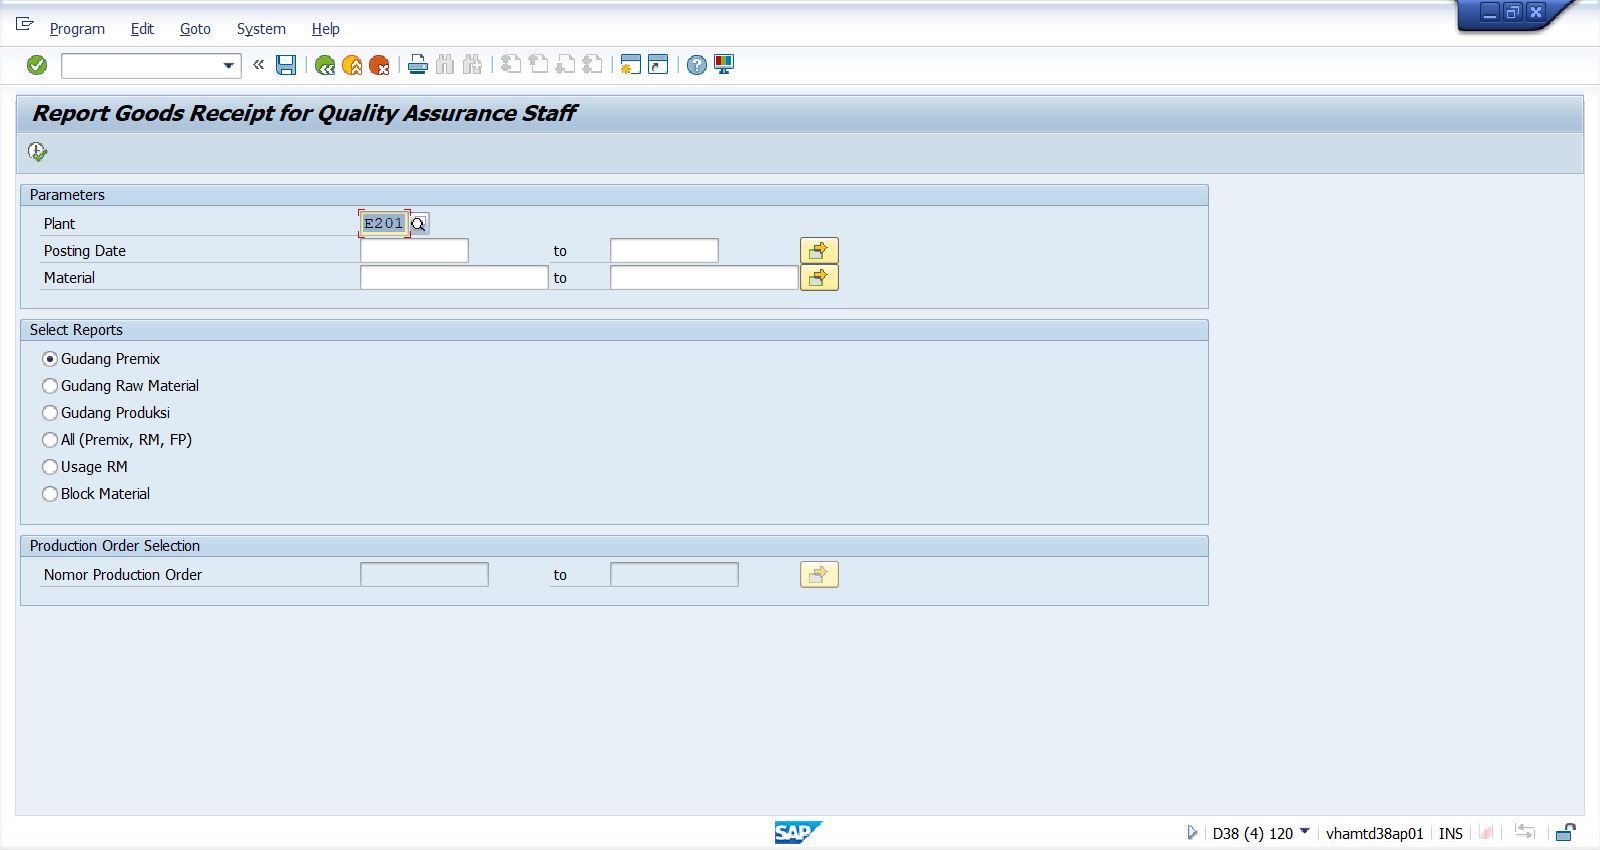 Program Edit Goto System Help
Report Goods Receipt for Quality Assurance Staff
Parameters
Plant E201
Posting Date to
Material to
Select Reports
Gudang Premix
Gudang Raw Material
Gudang Produksi
All (Premix, RM, FP)
Usage RM
Block Material
Production Order Selection
Nomor Production Order to
SAP D38 (4) 120 vhamtd38ap01 INS